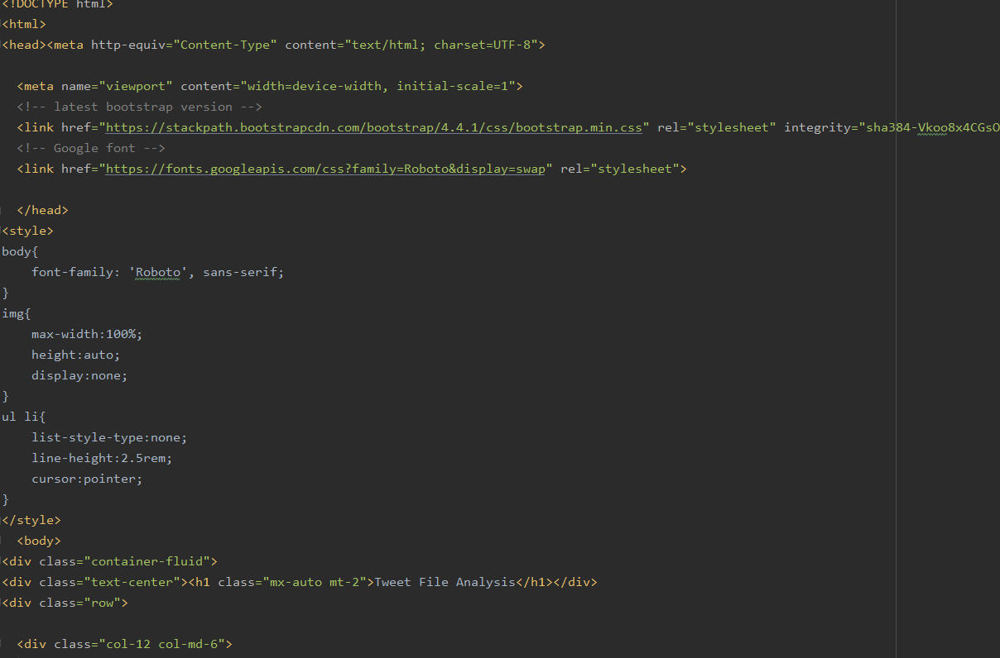 <!DOCTYPE html>
<html>
<head><meta http-equiv="Content-Type" content="text/html; charset=UTF-8">
<meta name="viewport" content="width=device-width, initial-scale=1">
<!-- latest bootstrap version -->
<link href="https://stackpath.bootstrapcdn.com/bootstrap/4.4.1/css/bootstrap.min.css" rel="stylesheet" integrity="sha384-Vkoo8x4CGsO
<!-- Google font -->
<link href="https://fonts.googleapis.com/css?family=Roboto&display=swap" rel="stylesheet">
</head>
<style>
body{
font-family: 'Roboto', sans-serif;
}
img{
max-width:100%;
height:auto;
display:none;
}
ul li{
list-style-type:none;
line-height:2.5rem;
cursor:pointer;
}
</style>
<body>
<div class="container-fluid">
<div class="text-center"><h1 class="mx-auto mt-2">Tweet File Analysis</h1></div>
<div class="row">
<div class="col-12 col-md-6">